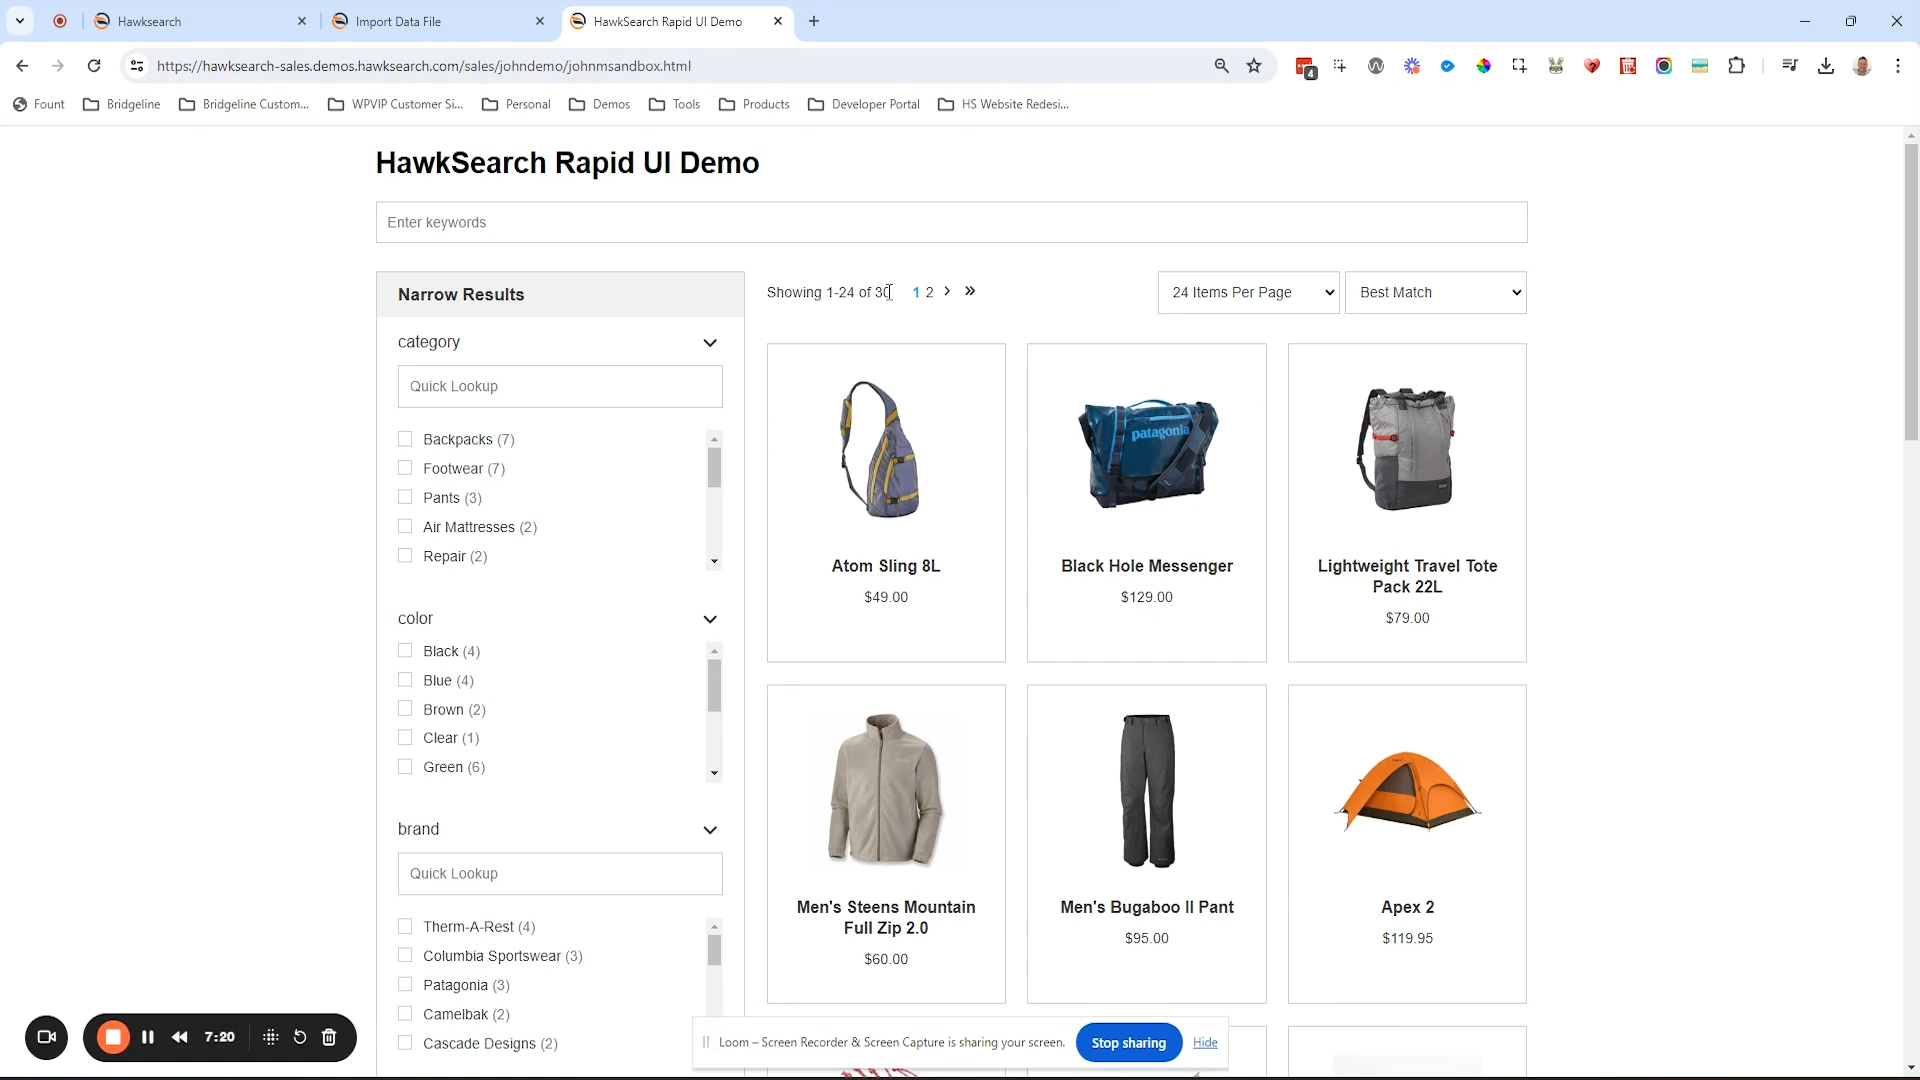 Hawksearch
Import Data File
HawkSearch Rapid UI Demo
https://hawksearch-sales.demos.hawksearch.com/sales/johndemo/johnmsandbox.html
4
Fount
Bridgeline
Bridgeline Custom...
WPVIP Customer Si...
Personal
Demos
Tools
Products
Developer Portal
HS Website Redesi...
HawkSearch Rapid UI Demo
Enter keywords
Narrow Results
category
Quick Lookup
Backpacks (7)
Footwear (7)
Pants (3)
Air Mattresses (2)
Repair (2)
color
Black (4)
Blue (4)
Brown (2)
Clear (1)
Green (6)
brand
Quick Lookup
Therm-A-Rest (4)
Columbia Sportswear (3)
Patagonia (3)
Camelbak (2)
Cascade Designs (2)
Showing 1-24 of 30 1 2 › »
24 Items Per Page
Best Match
patagonia
Atom Sling 8L
$49.00
Black Hole Messenger
$129.00
Lightweight Travel Tote
Pack 22L
$79.00
Men's Steens Mountain
Full Zip 2.0
$60.00
Men's Bugaboo II Pant
$95.00
Apex 2
$119.95
7:20
Loom – Screen Recorder & Screen Capture is sharing your screen.
Stop sharing
Hide